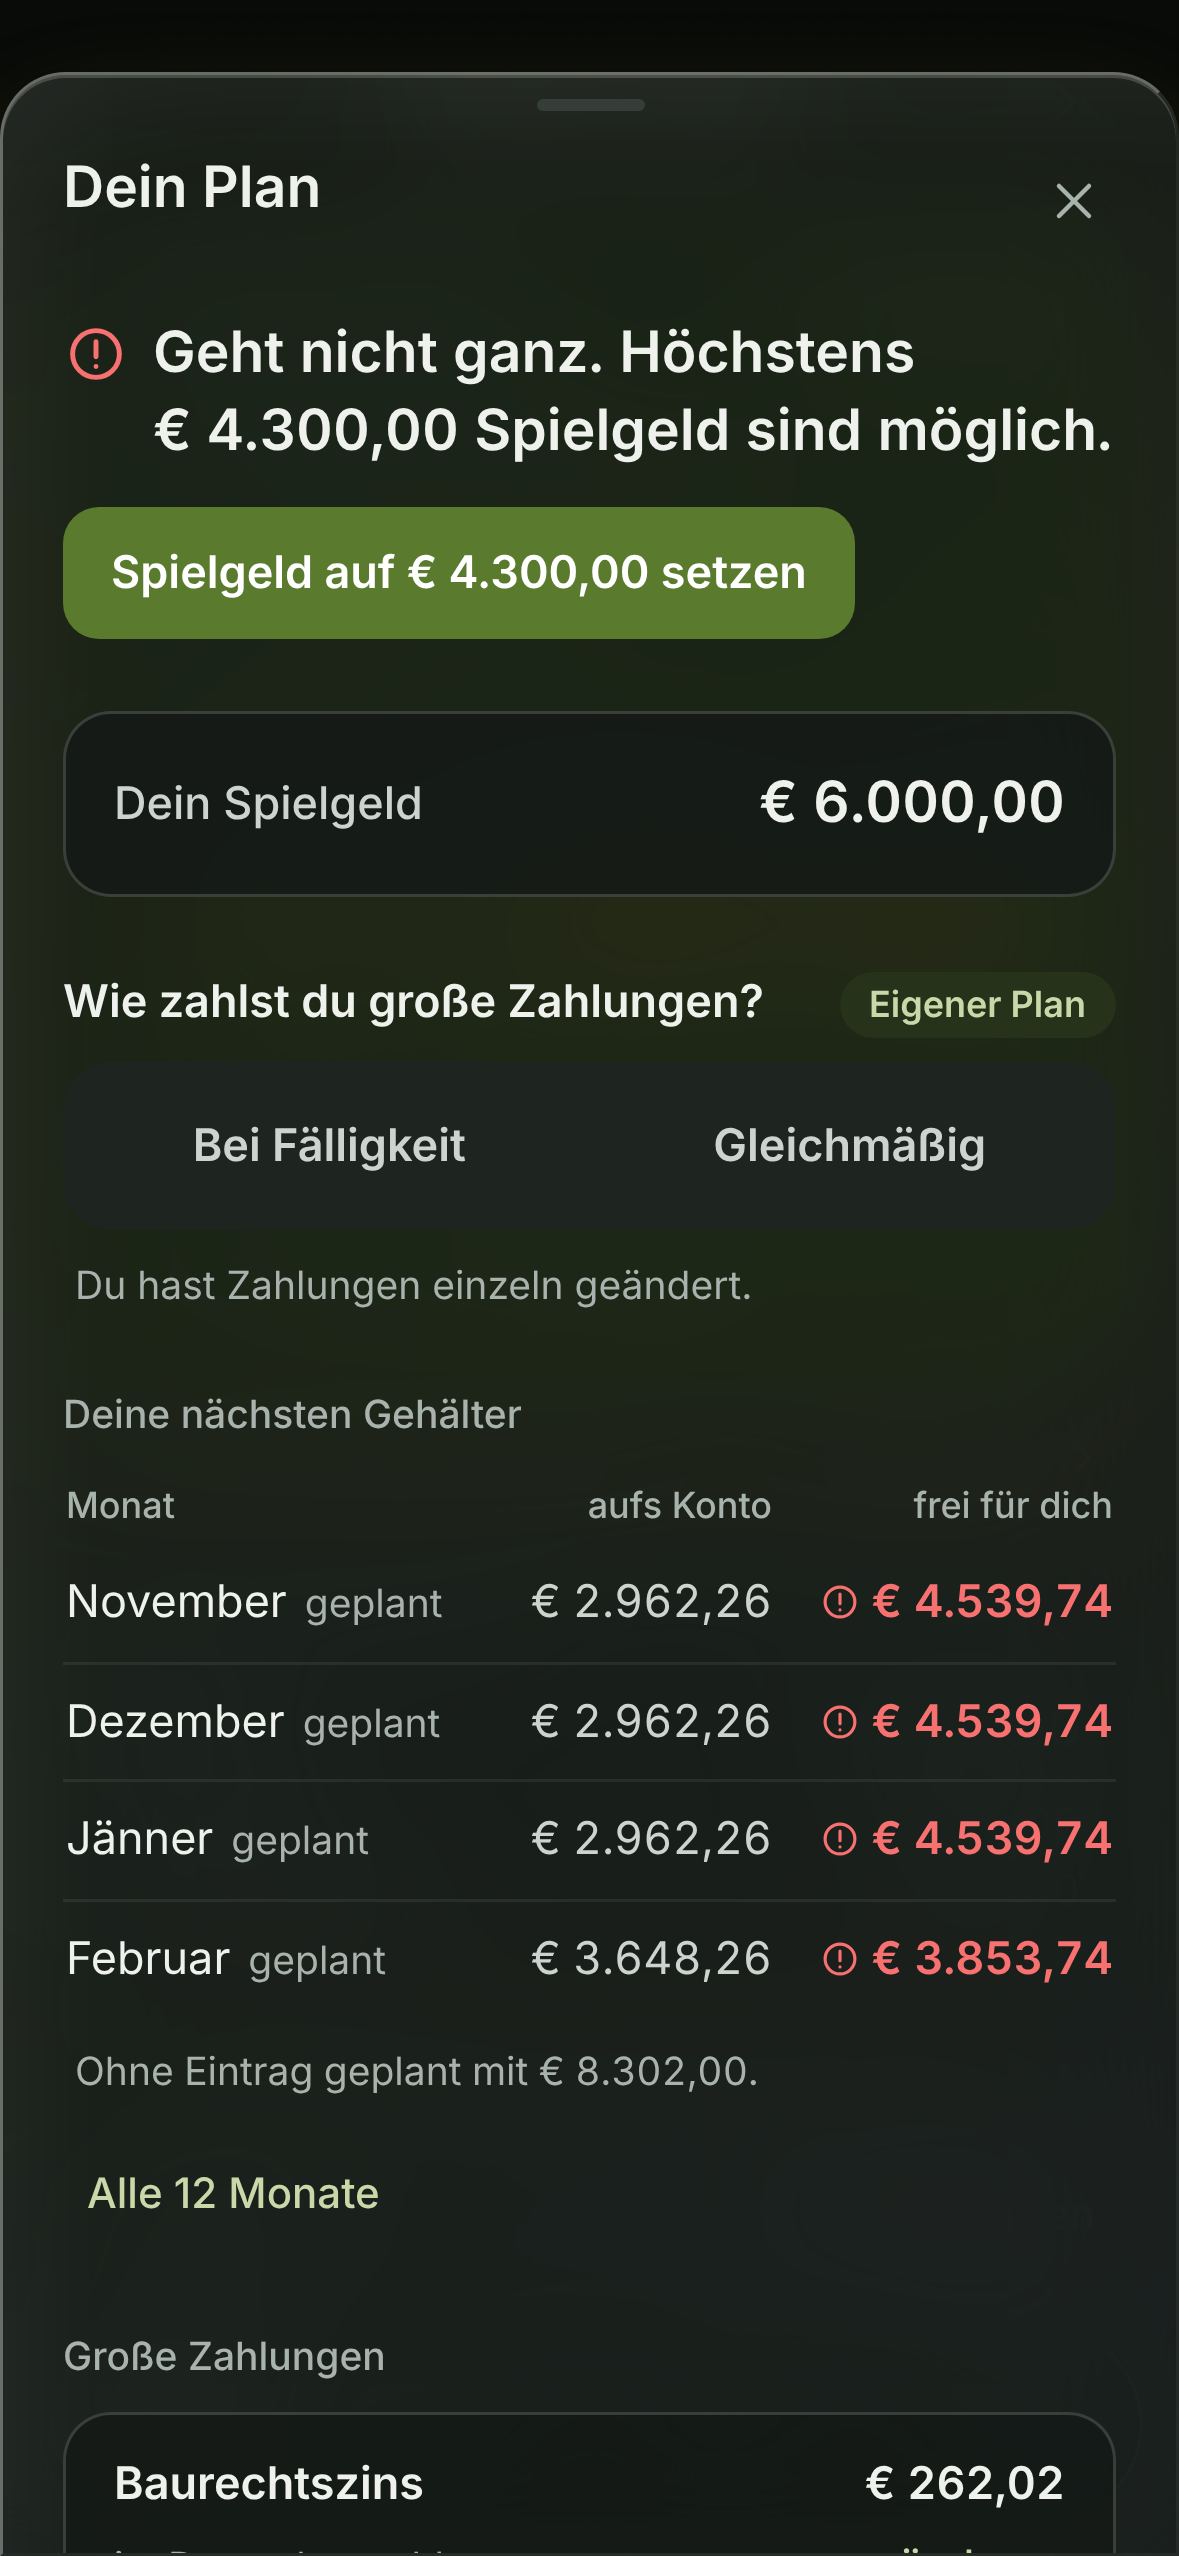 Dein Plan
Geht nicht ganz. Höchstens
€ 4.300,00 Spielgeld sind möglich.
Spielgeld auf € 4.300,00 setzen
Dein Spielgeld € 6.000,00
Wie zahlst du große Zahlungen? Eigener Plan
Bei Fälligkeit Gleichmäßig
Du hast Zahlungen einzeln geändert.
Deine nächsten Gehälter
Monat aufs Konto frei für dich
November geplant € 2.962,26 € 4.539,74
Dezember geplant € 2.962,26 € 4.539,74
Jänner geplant € 2.962,26 € 4.539,74
Februar geplant € 3.648,26 € 3.853,74
Ohne Eintrag geplant mit € 8.302,00.
Alle 12 Monate
Große Zahlungen
Baurechtszins € 262,02